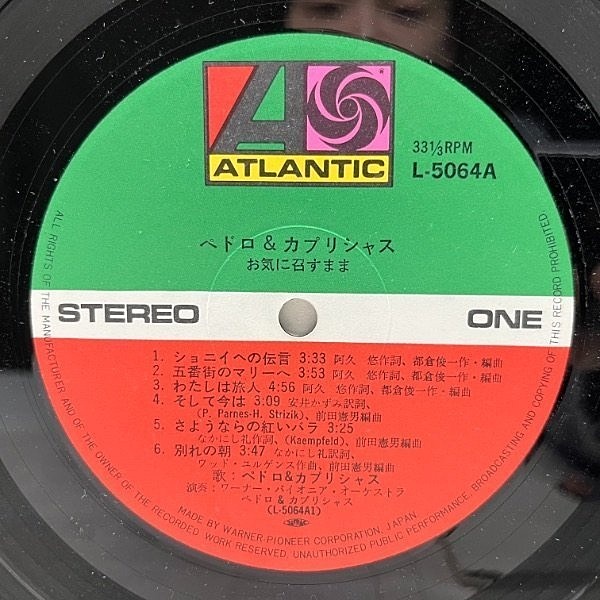 ATLANTIC
33 1/3 RPM
L-5064A
ペドロ & カプリシャス
お気に召すまま
STEREO
ONE
1. ジョニイへの伝言 3:33 阿久 悠作詞、都倉俊一作・編曲
2. 五番街のマリーへ 3:53 阿久 悠作詞、都倉俊一作・編曲
3. わたしは旅人 4:56 阿久 悠作詞、都倉俊一作・編曲
4. そして今は 3:09 安井かずみ訳詞、
(P. Parnes-H. Strizik)、前田憲男編曲
5. さようならの紅いバラ 3:25
なかにし礼作詞、(Kaempfeld)、前田憲男編曲
6. 別れの朝 3:47 なかにし礼訳詞、
ウッド・ユルゲンス作曲、前田憲男編曲
歌：ペドロ&カプリシャス
演奏：ワーナー・パイオニア・オーケストラ
ペドロ & カプリシャス
(L-5064A1)
ALL RIGHTS OF THE MANUFACTURER AND OF THE OWNER OF THE RECORDED WORK RESERVED. UNAUTHORIZED PUBLIC PERFORMANCE, BROADCASTING AND COPYING OF THIS RECORD PROHIBITED.
MADE BY WARNER-PIONEER CORPORATION, JAPAN.